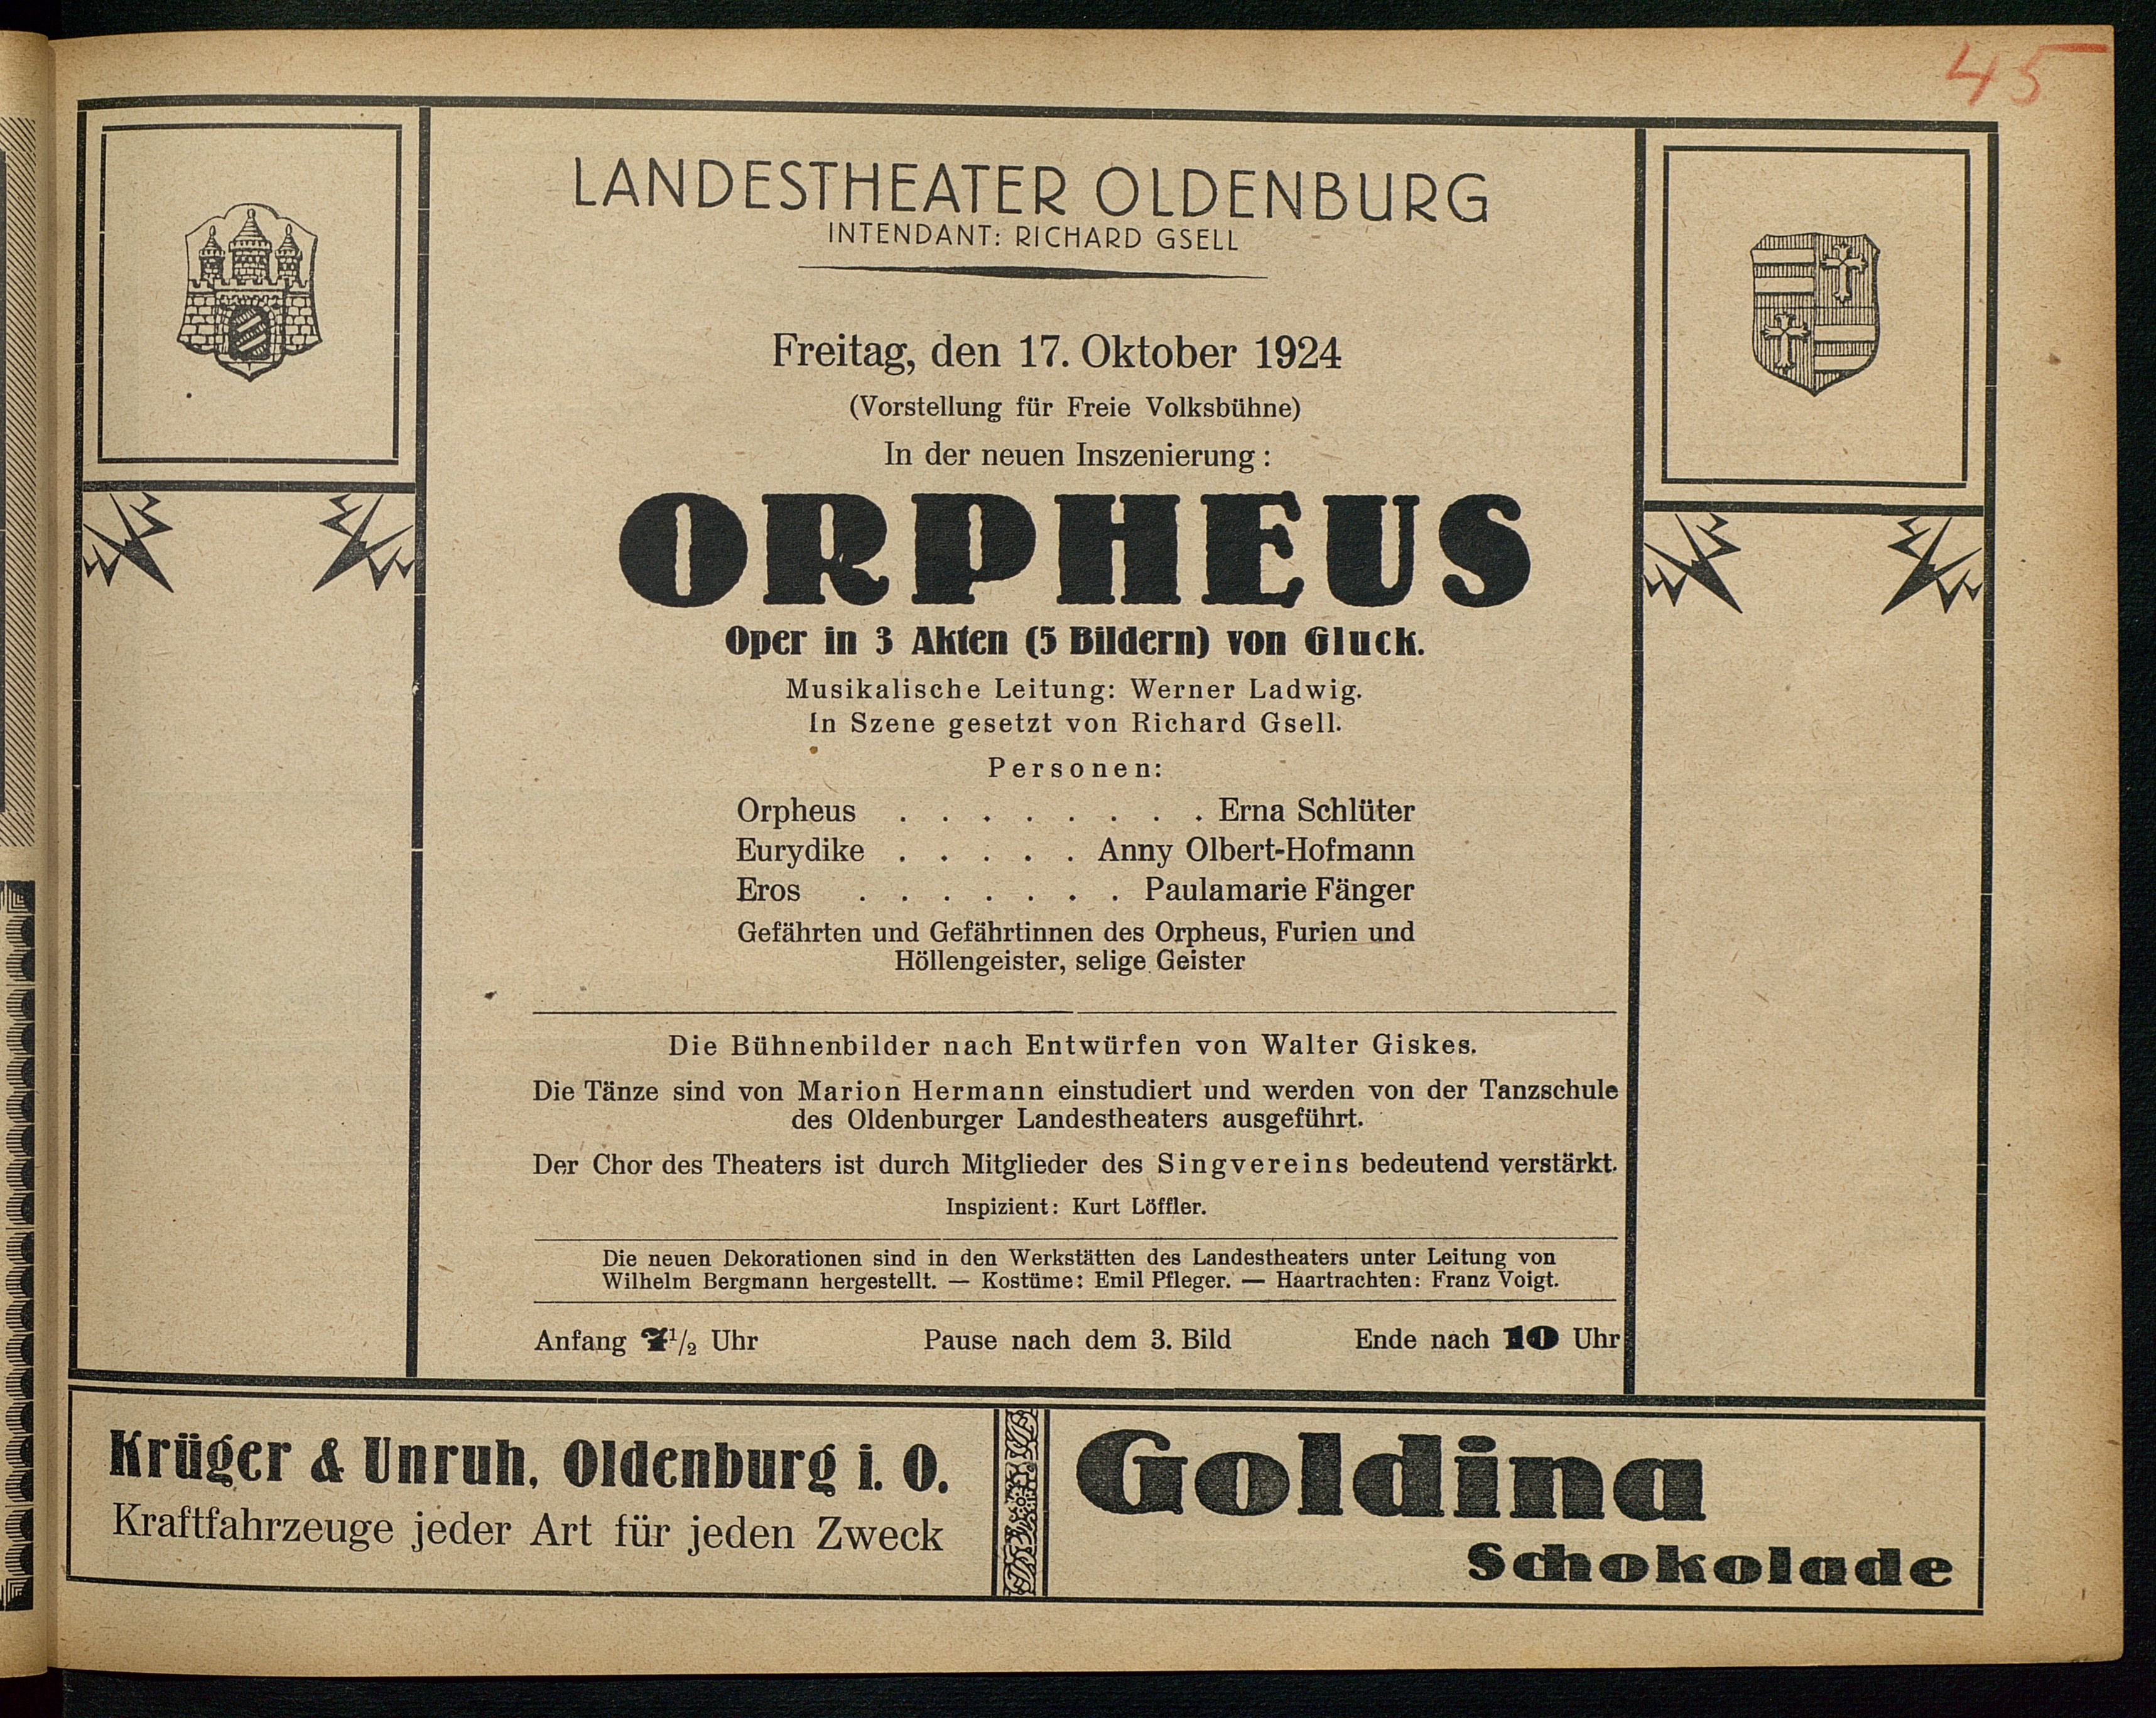 45
LANDESTHEATER OLDENBURG
INTENDANT: RICHARD GSELL
Freitag, den 17. Oktober 1924
(Vorstellung für Freie Volksbühne)
In der neuen Inszenierung:
ORPHEUS
Oper in 3 Akten (5 Bildern) von Gluck.
Musikalische Leitung: Werner Ladwig.
In Szene gesetzt von Richard Gsell.
Personen:
Orpheus . . . . . . . . Erna Schlüter
Eurydike . . . . . Anny Olbert-Hofmann
Eros . . . . . . . Paulamarie Fänger
Gefährten und Gefährtinnen des Orpheus, Furien und
Höllengeister, selige Geister
Die Bühnenbilder nach Entwürfen von Walter Giskes.
Die Tänze sind von Marion Hermann einstudiert und werden von der Tanzschule
des Oldenburger Landestheaters ausgeführt.
Der Chor des Theaters ist durch Mitglieder des Singvereins bedeutend verstärkt.
Inspizient: Kurt Löffler.
Die neuen Dekorationen sind in den Werkstätten des Landestheaters unter Leitung von
Wilhelm Bergmann hergestellt. — Kostüme: Emil Pfleger. — Haartrachten: Franz Voigt.
Anfang 7 1/2 Uhr Pause nach dem 3. Bild Ende nach 10 Uhr
Krüger & Unruh, Oldenburg i. O.
Kraftfahrzeuge jeder Art für jeden Zweck
Goldina
Schokolade